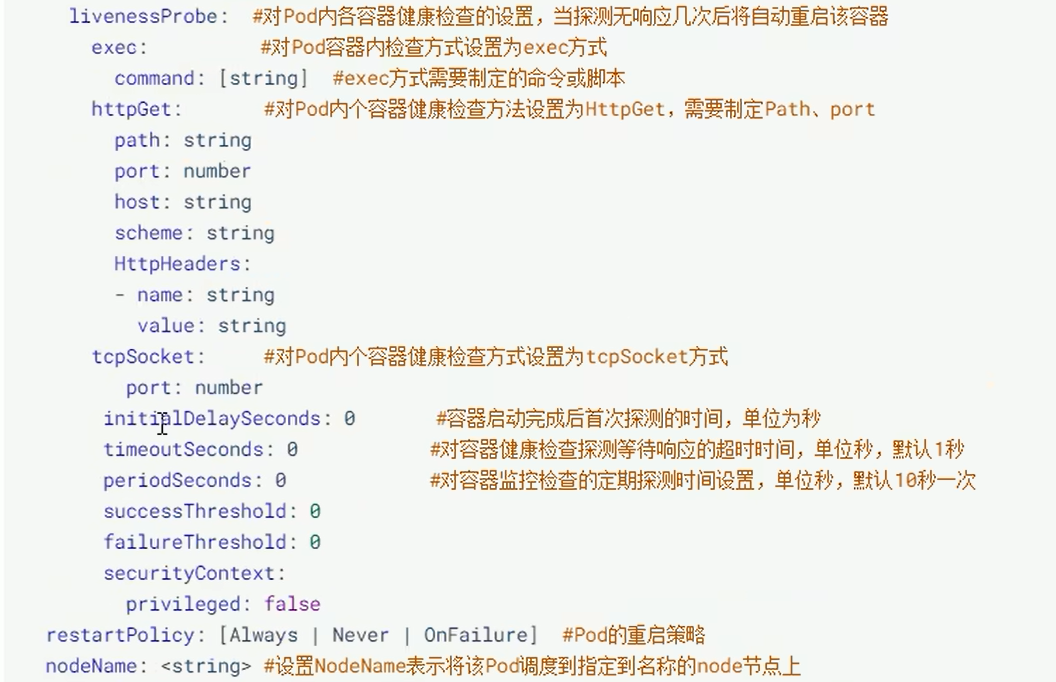 livenessProbe:  #对Pod内各容器健康检查的设置，当探测无响应几次后将自动重启该容器
  exec:          #对Pod容器内检查方式设置为exec方式
    command: [string]  #exec方式需要制定的命令或脚本
  httpGet:       #对Pod内个容器健康检查方法设置为HttpGet，需要制定Path、port
    path: string
    port: number
    host: string
    scheme: string
    HttpHeaders:
    - name: string
      value: string
  tcpSocket:     #对Pod内个容器健康检查方式设置为tcpSocket方式
     port: number
   initialDelaySeconds: 0       #容器启动完成后首次探测的时间，单位为秒
   timeoutSeconds: 0            #对容器健康检查探测等待响应的超时时间，单位秒，默认1秒
   periodSeconds: 0             #对容器监控检查的定期探测时间设置，单位秒，默认10秒一次
   successThreshold: 0
   failureThreshold: 0
   securityContext:
     privileged: false
restartPolicy: [Always | Never | OnFailure]  #Pod的重启策略
nodeName: <string> #设置NodeName表示将该Pod调度到指定到名称的node节点上